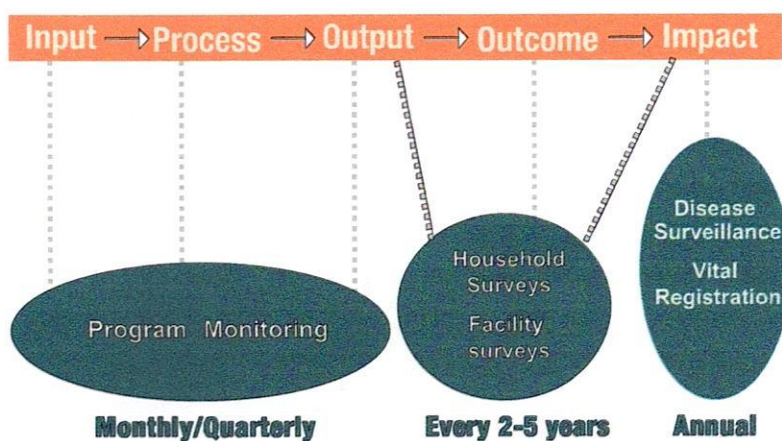 Input → Process → Output → Outcome → Impact
Program Monitoring
Household
Surveys
Facility
surveys
Disease
Surveillance
Vital
Registration
Monthly/Quarterly
Every 2-5 years
Annual